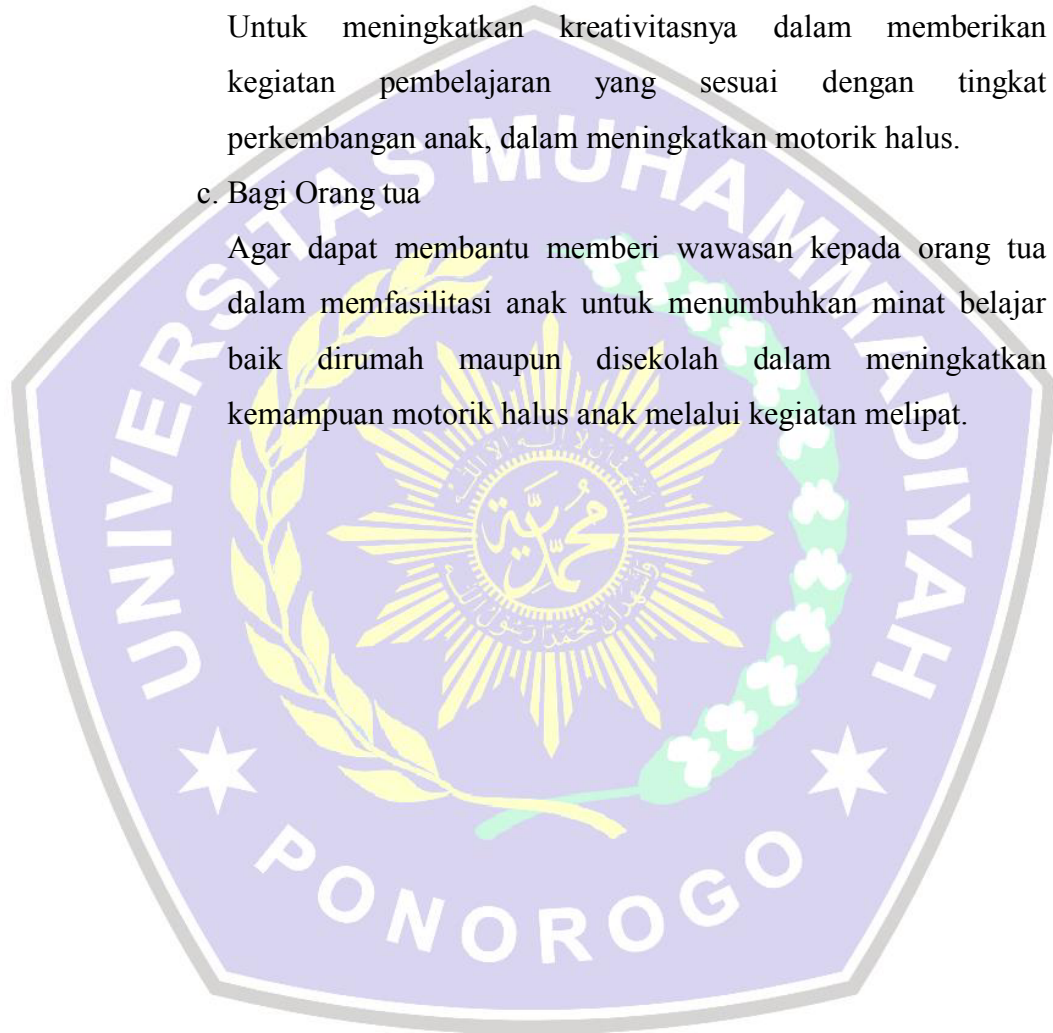 Untuk meningkatkan kreativitasnya dalam memberikan
kegiatan pembelajaran yang sesuai dengan tingkat
perkembangan anak, dalam meningkatkan motorik halus.
c. Bagi Orang tua
Agar dapat membantu memberi wawasan kepada orang tua
dalam memfasilitasi anak untuk menumbuhkan minat belajar
baik dirumah maupun disekolah dalam meningkatkan
kemampuan motorik halus anak melalui kegiatan melipat.
UNIVERSITAS MUHAMMADIYAH
PONOROGO